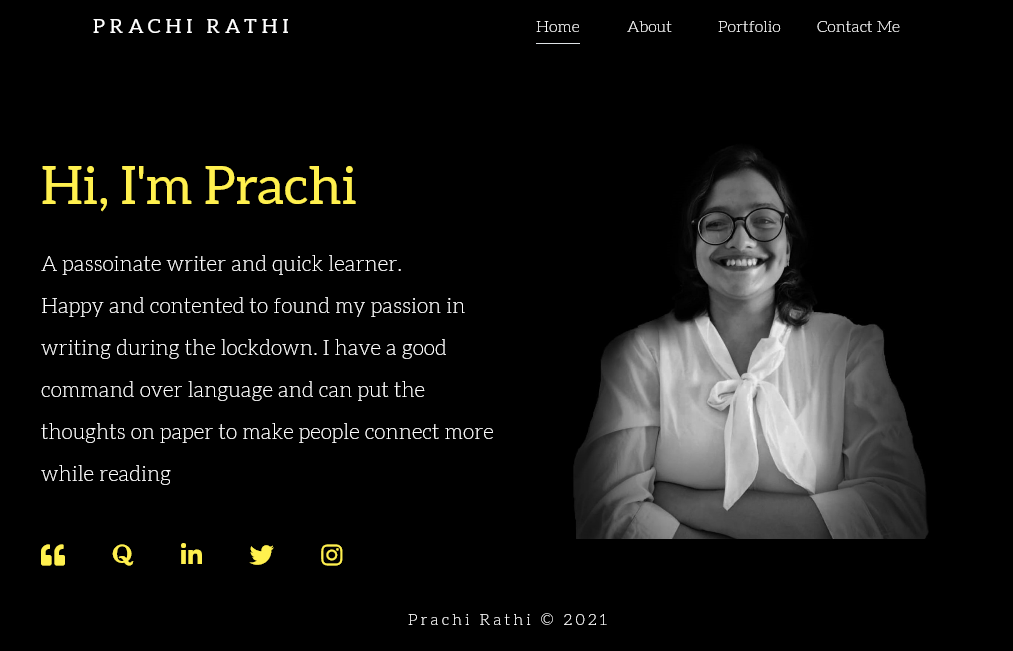 PRACHI RATHI
Home About Portfolio Contact Me
Hi, I'm Prachi
A passoinate writer and quick learner.
Happy and contented to found my passion in
writing during the lockdown. I have a good
command over language and can put the
thoughts on paper to make people connect more
while reading
Prachi Rathi © 2021